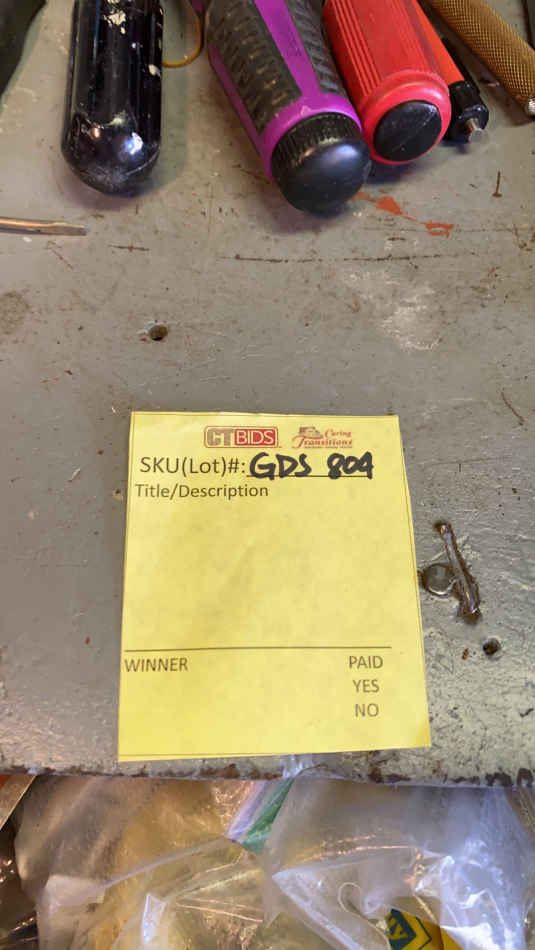 CTBIDS Caring Transitions
SKU(Lot)#: GDS 804
Title/Description
WINNER PAID
YES
NO